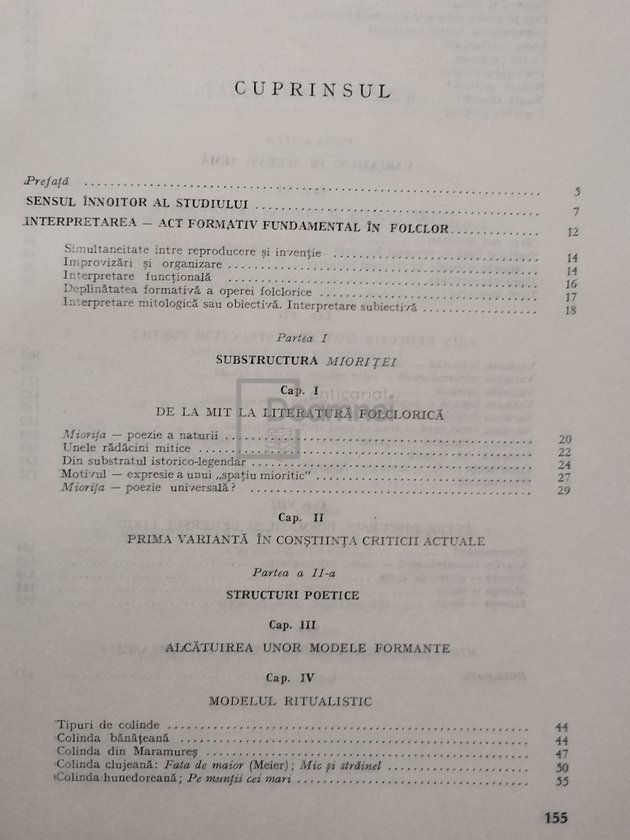 CUPRINSUL
Prefață ........ 5
SENSUL ÎNNOITOR AL STUDIULUI ........ 7
INTERPRETAREA — ACT FORMATIV FUNDAMENTAL ÎN FOLCLOR ........ 12
Simultaneitate între reproducere și invenție ........ 14
Improvizări și organizare ........ 14
Interpretare funcțională ........ 16
Deplinătatea formativă a operei folclorice ........ 17
Interpretare mitologică sau obiectivă. Interpretare subiectivă ........ 18
Partea I
SUBSTRUCTURA MIORIȚEI
Cap. I
anticariat
DE LA MIT LA LITERATURĂ FOLCLORICĂ
Miorița — poezie a naturii ........ 20
Unele rădăcini mitice ........ 22
Din substratul istorico-legendar ........ 24
Motivul — expresie a unui „spațiu mioritic“ ........ 27
Miorița — poezie universală? ........ 29
Cap. II
PRIMA VARIANTĂ ÎN CONȘTIINȚA CRITICII ACTUALE
Partea a II-a
STRUCTURI POETICE
Cap. III
ALCĂTUIREA UNOR MODELE FORMANTE
Cap. IV
MODELUL RITUALISTIC
Tipuri de colinde ........ 44
Colinda bănățeană ........ 44
Colinda din Maramureș ........ 47
Colinda clujeană: Fata de maior (Meier); Mic și străinel ........ 50
Colinda hunedoreană; Pe munții cei mari ........ 55
155